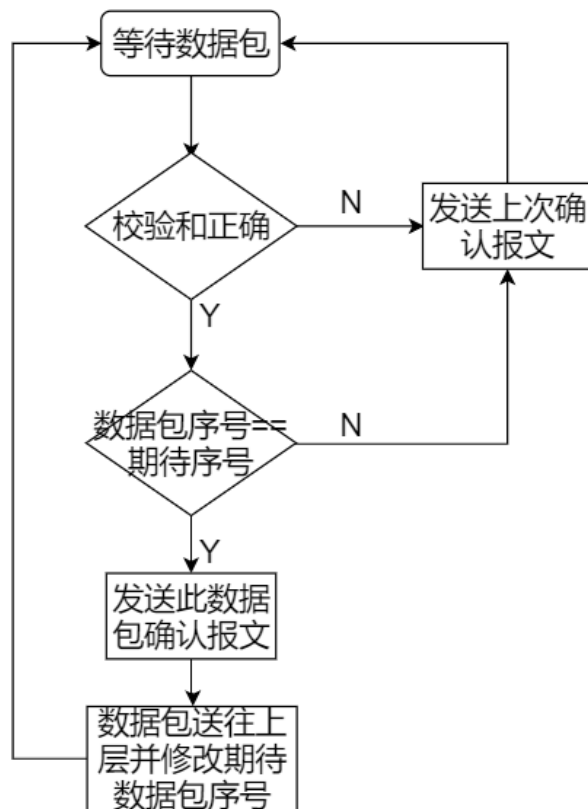 等待数据包
校验和正确
N
发送上次确
认报文
Y
数据包序号==
期待序号
N
Y
发送此数据
包确认报文
数据包送往上
层并修改期待
数据包序号